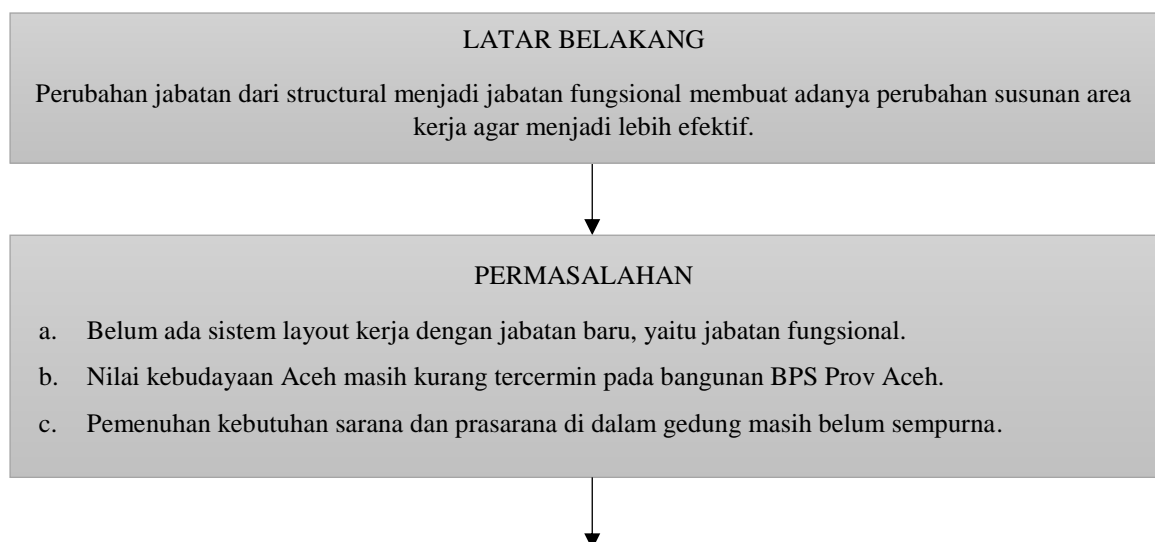 LATAR BELAKANG
Perubahan jabatan dari structural menjadi jabatan fungsional membuat adanya perubahan susunan area
kerja agar menjadi lebih efektif.
PERMASALAHAN
a. Belum ada sistem layout kerja dengan jabatan baru, yaitu jabatan fungsional.
b. Nilai kebudayaan Aceh masih kurang tercermin pada bangunan BPS Prov Aceh.
c. Pemenuhan kebutuhan sarana dan prasarana di dalam gedung masih belum sempurna.